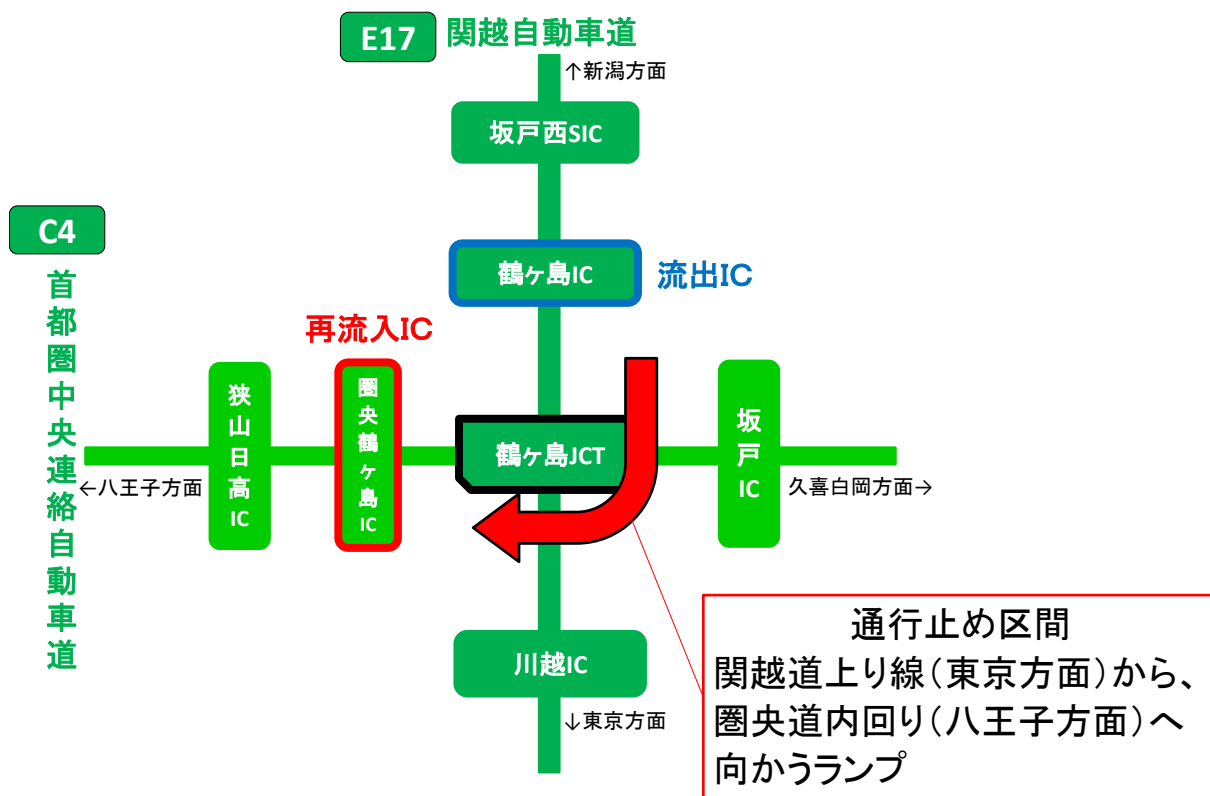 E17 関越自動車道
↑新潟方面
坂戸西SIC
C4
首都圏中央連絡自動車道
鶴ヶ島IC
流出IC
再流入IC
狭山日高IC
圏央鶴ヶ島IC
鶴ヶ島JCT
坂戸IC
←八王子方面
久喜白岡方面→
川越IC
↓東京方面
通行止め区間
関越道上り線(東京方面)から、
圏央道内回り(八王子方面)へ
向かうランプ